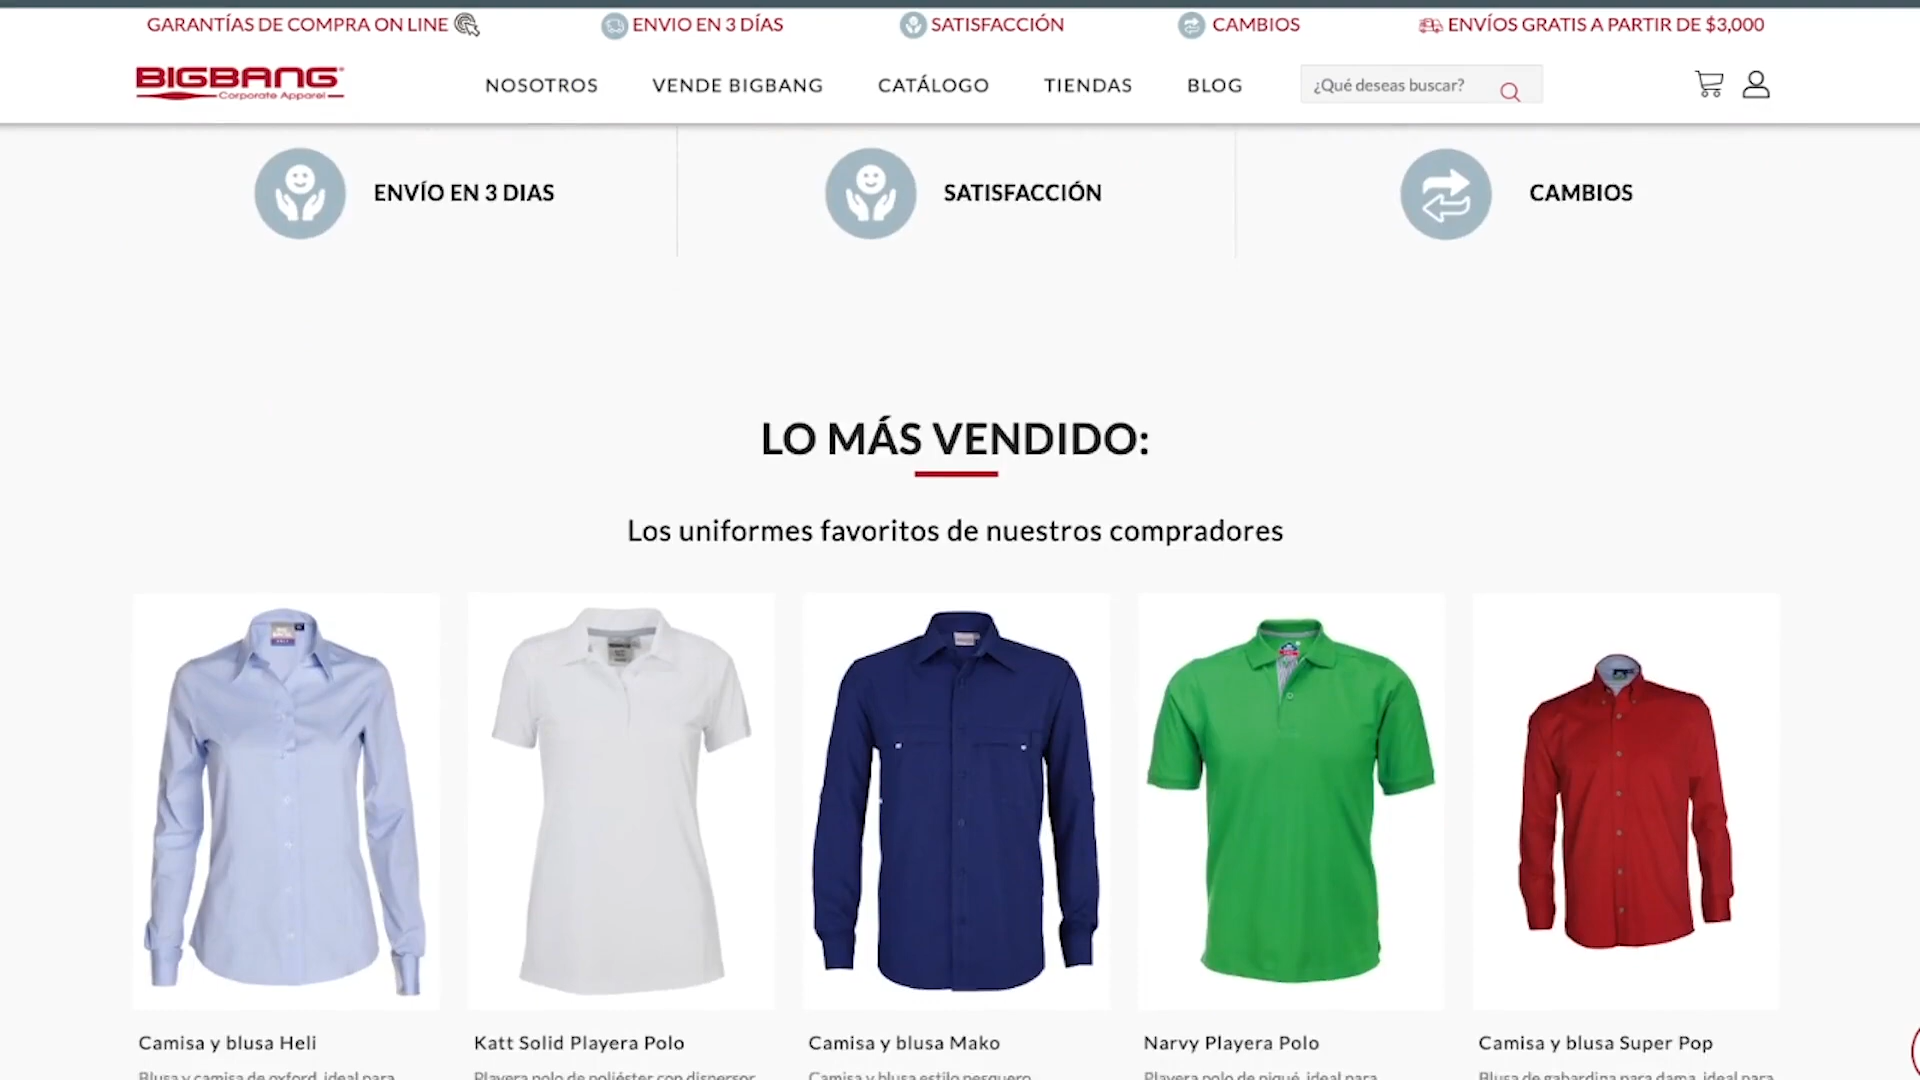 GARANTÍAS DE COMPRA ON LINE
ENVIO EN 3 DÍAS
SATISFACCIÓN
CAMBIOS
ENVÍOS GRATIS A PARTIR DE $3,000
BIGBANG
Corporate Apparel
NOSOTROS
VENDE BIGBANG
CATÁLOGO
TIENDAS
BLOG
¿Qué deseas buscar?
ENVÍO EN 3 DIAS
SATISFACCIÓN
CAMBIOS
LO MÁS VENDIDO:
Los uniformes favoritos de nuestros compradores
Camisa y blusa Heli
Katt Solid Playera Polo
Camisa y blusa Mako
Narvy Playera Polo
Camisa y blusa Super Pop
Blusa y camisa de oxford, ideal para
Playera polo de poliéster con dispersor
Camisa y blusa estilo pesquero
Playera polo de piqué, ideal para
Blusa de gabardina para dama, ideal para